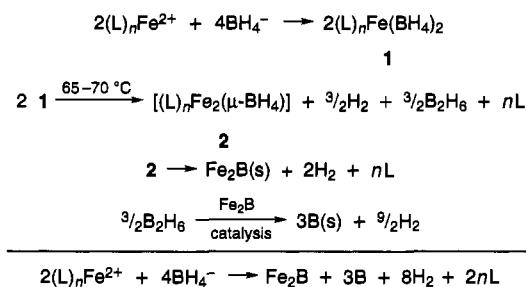 2(L)ₙFe²⁺ + 4BH₄⁻ → 2(L)ₙFe(BH₄)₂
1
2 1 65–70 °C → [(L)ₙFe₂(μ-BH₄)] + ³/₂H₂ + ³/₂B₂H₆ + nL
2
2 → Fe₂B(s) + 2H₂ + nL
³/₂B₂H₆ Fe₂B catalysis → 3B(s) + ⁹/₂H₂
2(L)ₙFe²⁺ + 4BH₄⁻ → Fe₂B + 3B + 8H₂ + 2nL